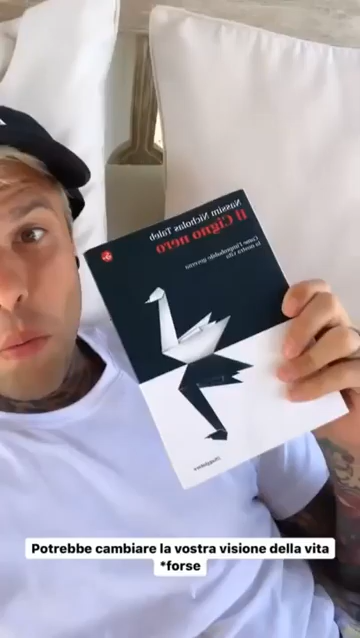 Nassim Nicholas Taleb
Il Cigno nero
Come l'improbabile governa
la nostra vita
ilSaggiatore
Potrebbe cambiare la vostra visione della vita
*forse